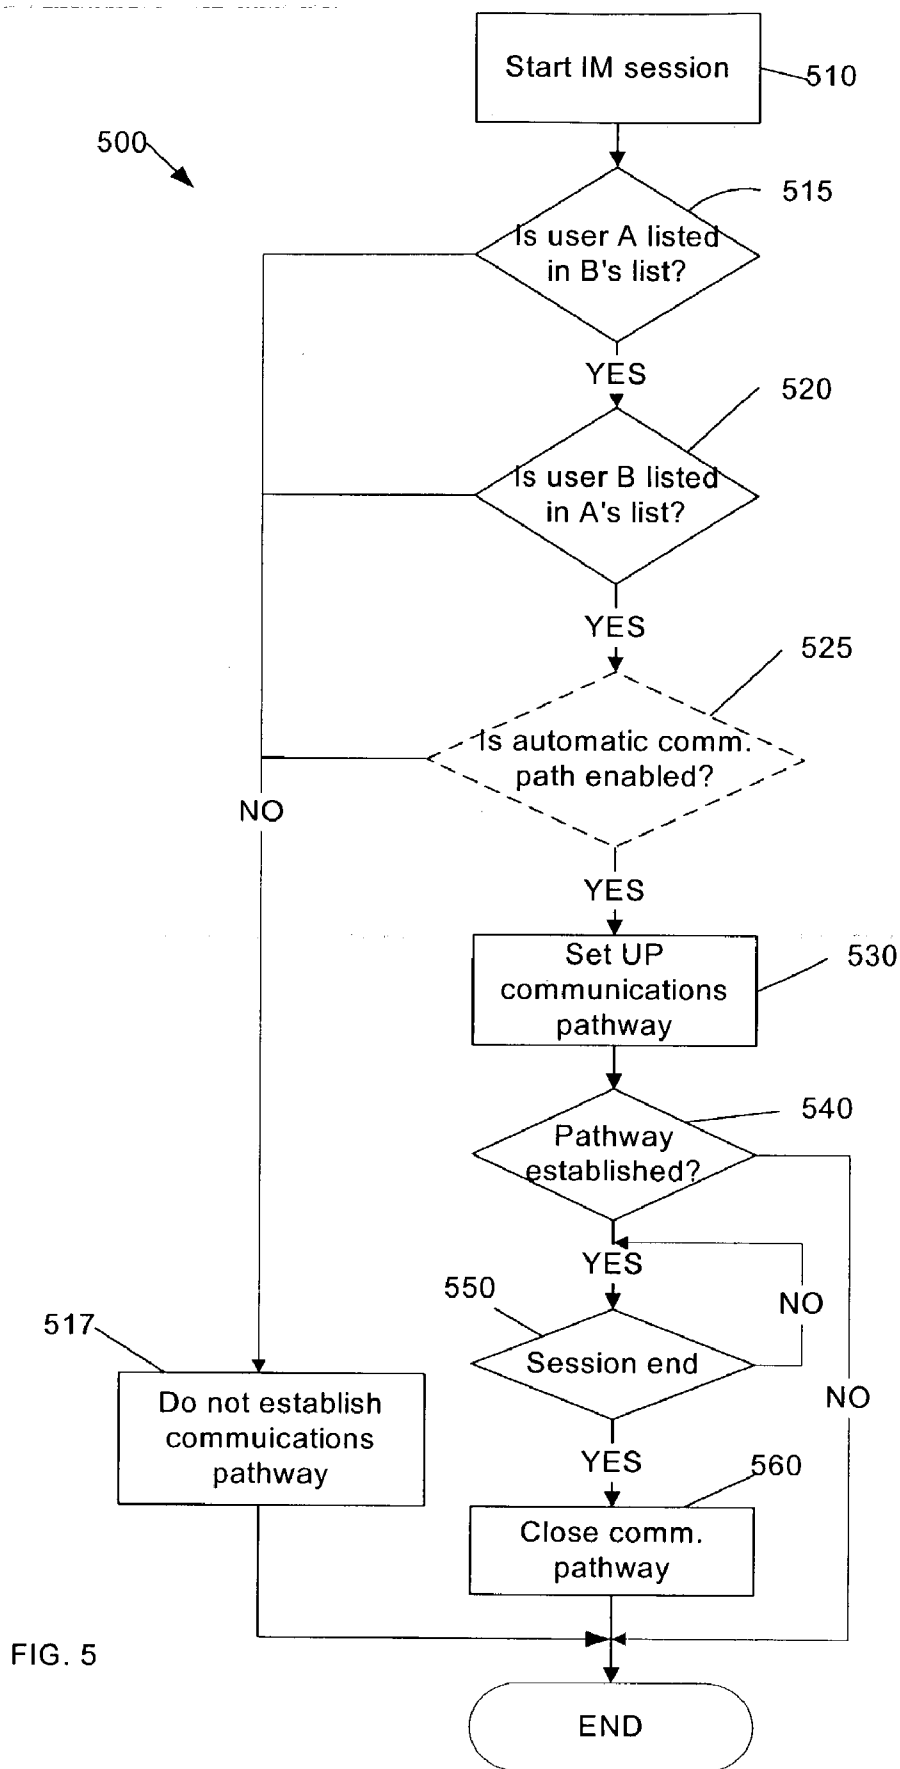 Start IM session
510
500
515
Is user A listed
in B's list?
YES
520
Is user B listed
in A's list?
YES
525
Is automatic comm.
path enabled?
NO
YES
Set UP
communications
pathway
530
540
Pathway
established?
YES
550
NO
517
Session end
NO
Do not establish
commuications
pathway
YES
560
Close comm.
pathway
FIG. 5
END